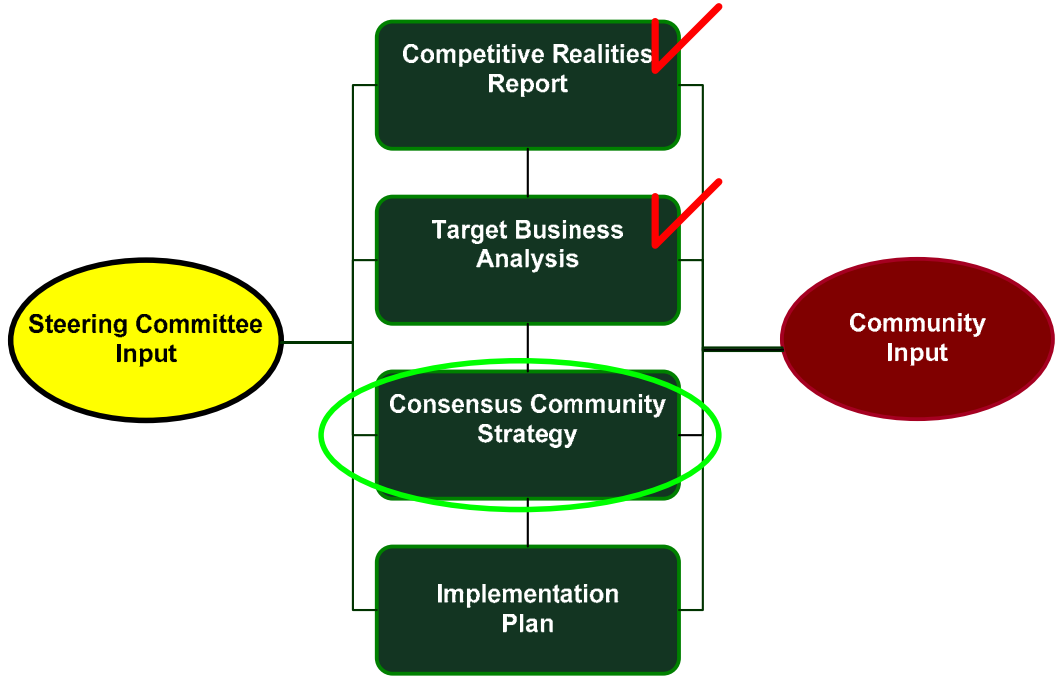 Competitive Realities
Report
Target Business
Analysis
Steering Committee
Input
Community
Input
Consensus Community
Strategy
Implementation
Plan